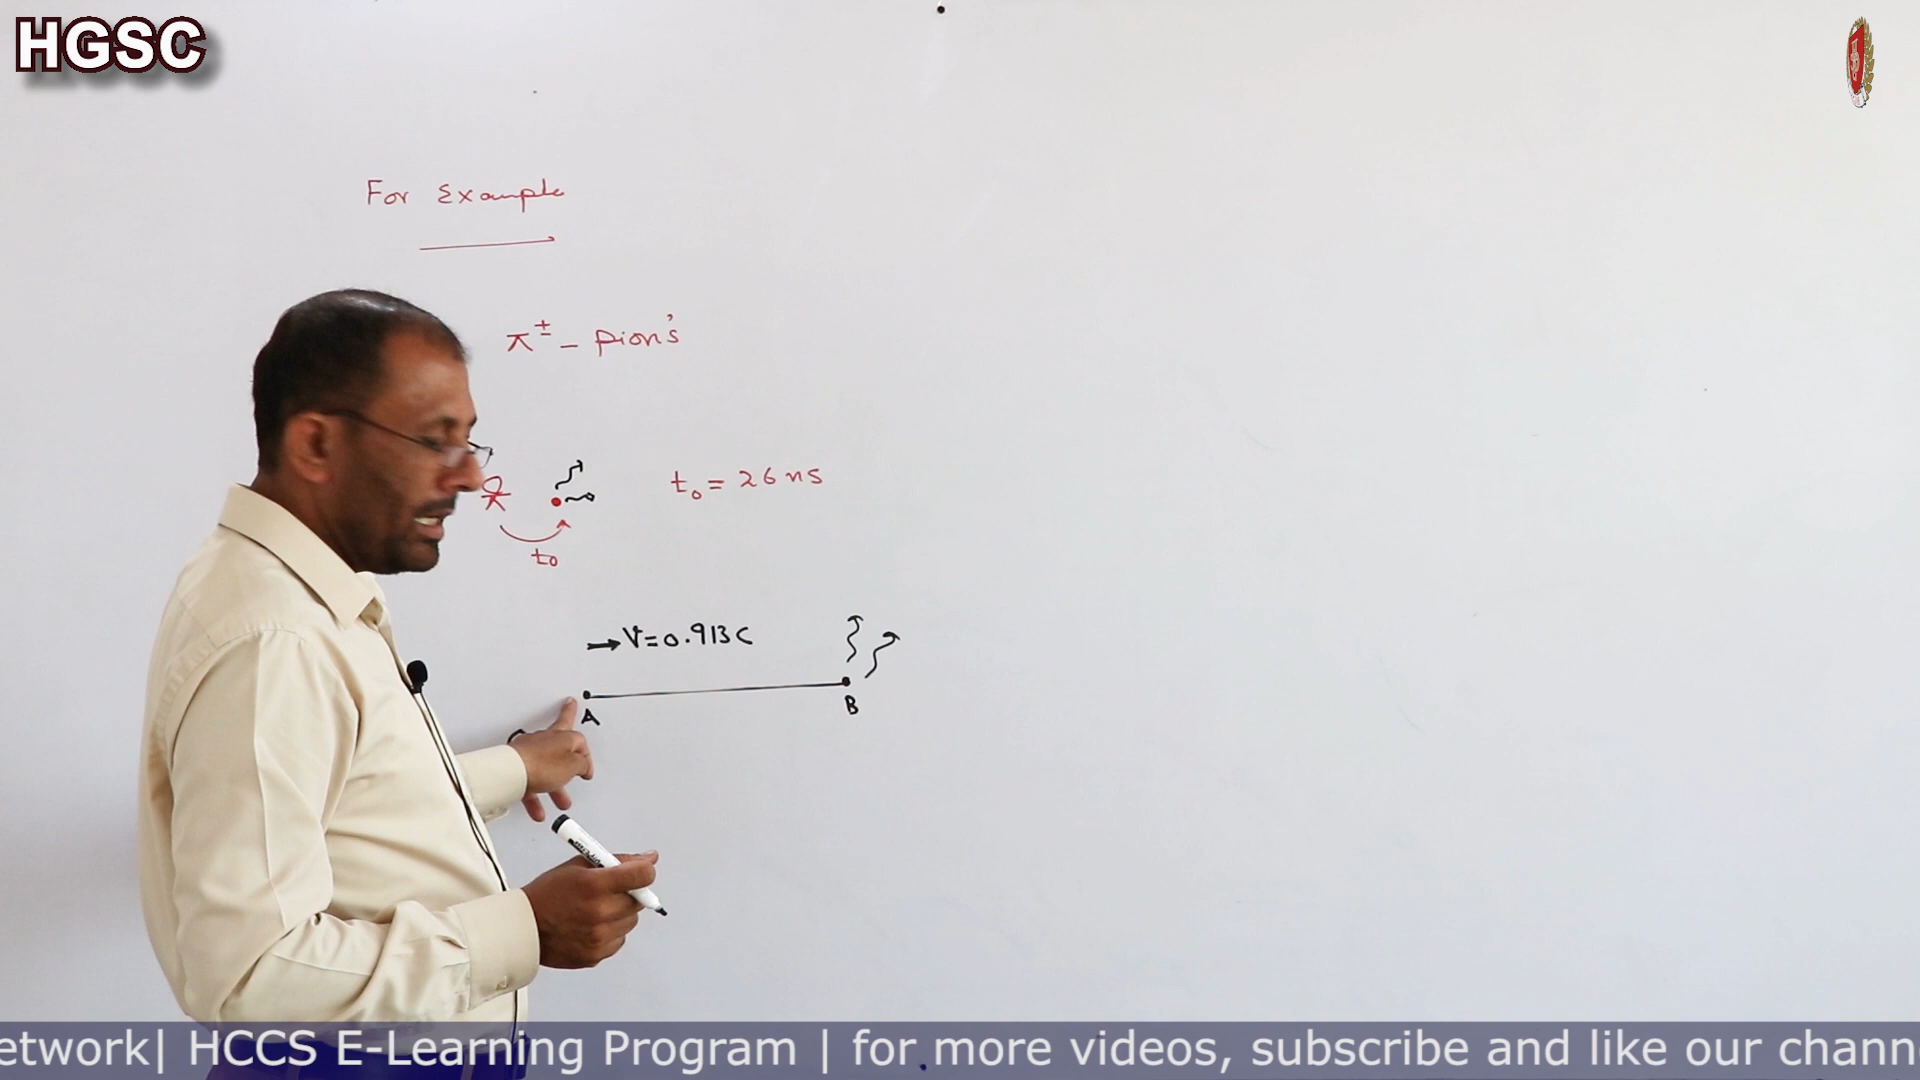 HGSC
For Example
π± - pion's
t₀ = 26 ns
t₀
→ V = 0.913 C
A
B
etwork| HCCS E-Learning Program | for more videos, subscribe and like our chann